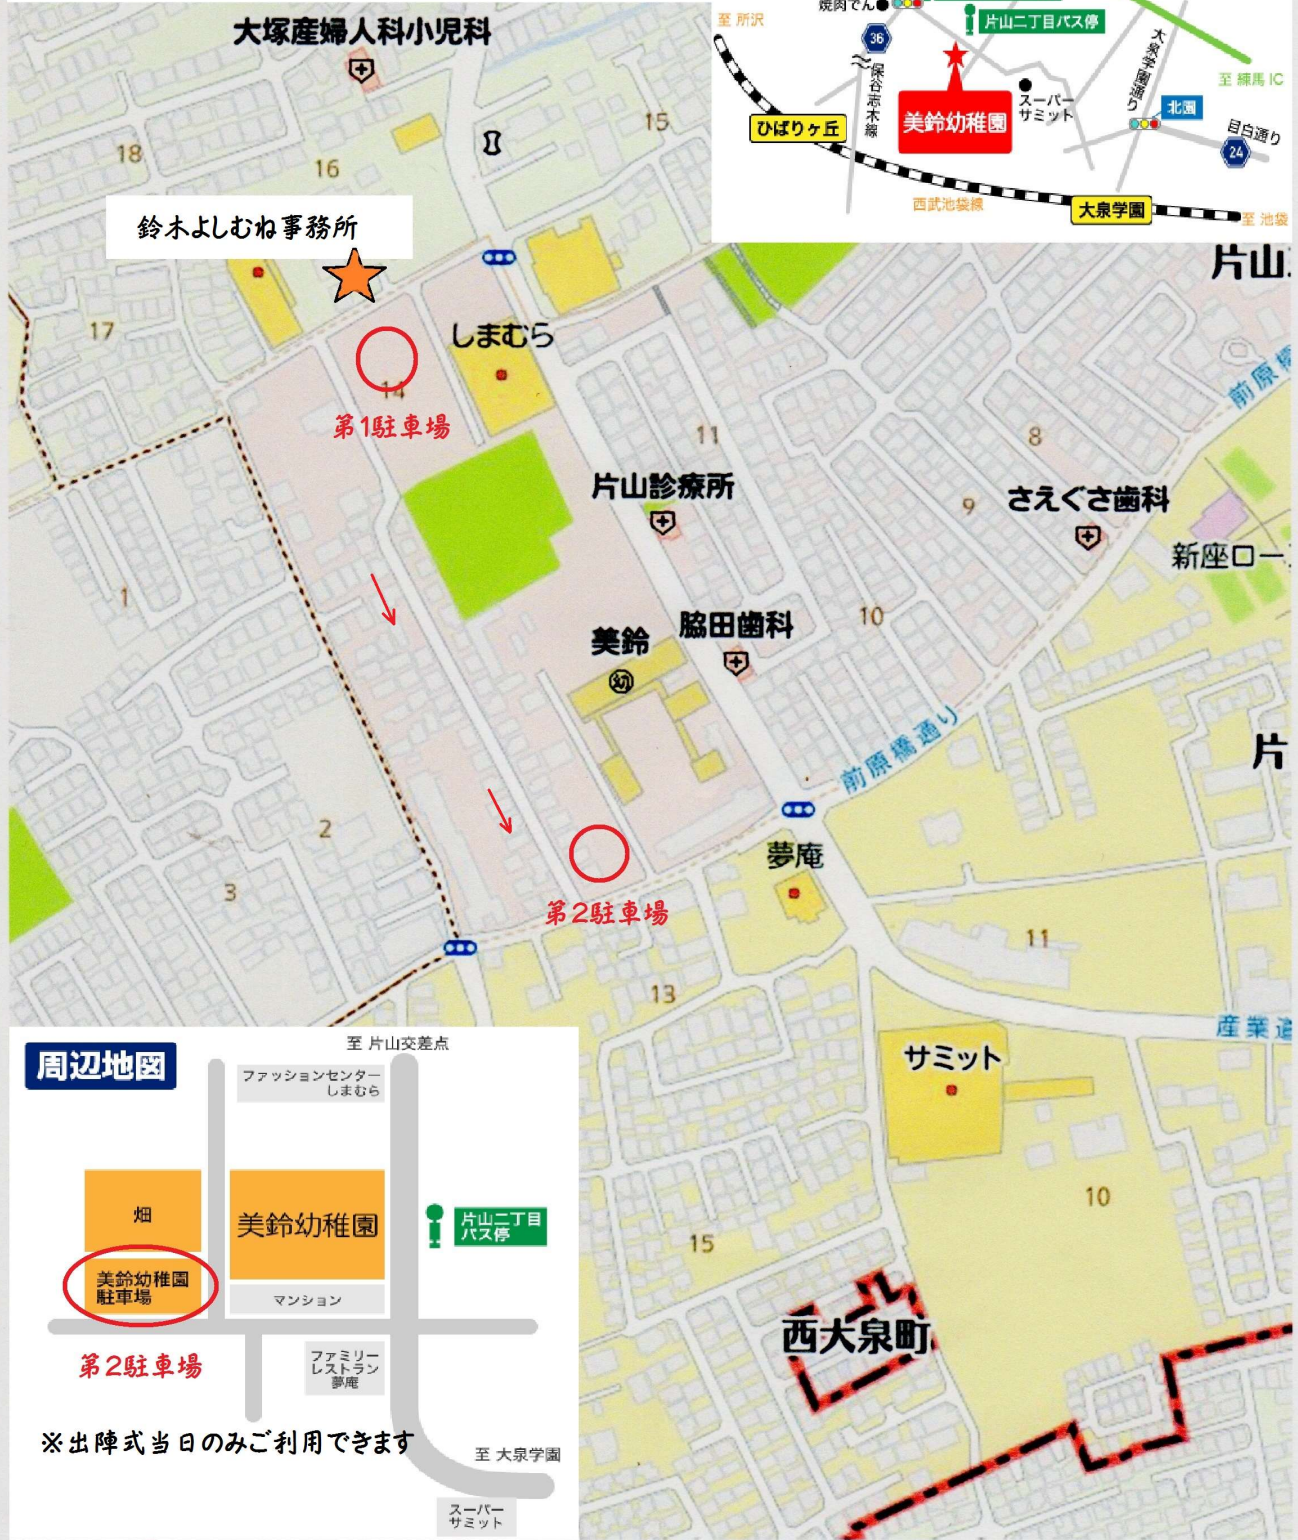 大塚産婦人科小児科
焼肉でん
至 所沢
片山二丁目バス停
36
保谷志木線
大泉学園通り
至 練馬IC
スーパー
サミット
北園
目白通り
24
ひばりヶ丘
美鈴幼稚園
西武池袋線
大泉学園
至 池袋
15
18
16
鈴木よしむね事務所
片山
17
しまむら
14
第1駐車場
前原橋
11
8
片山診療所
9
さえぐさ歯科
新座ロー
1
10
美鈴
幼
脇田歯科
前原橋通り
片
2
3
夢庵
第2駐車場
11
13
産業道
サミット
10
15
西大泉町
周辺地図
至 片山交差点
ファッションセンター
しまむら
畑
美鈴幼稚園
片山二丁目
バス停
美鈴幼稚園
駐車場
マンション
第2駐車場
ファミリー
レストラン
夢庵
※出陣式当日のみご利用できます
至 大泉学園
スーパー
サミット